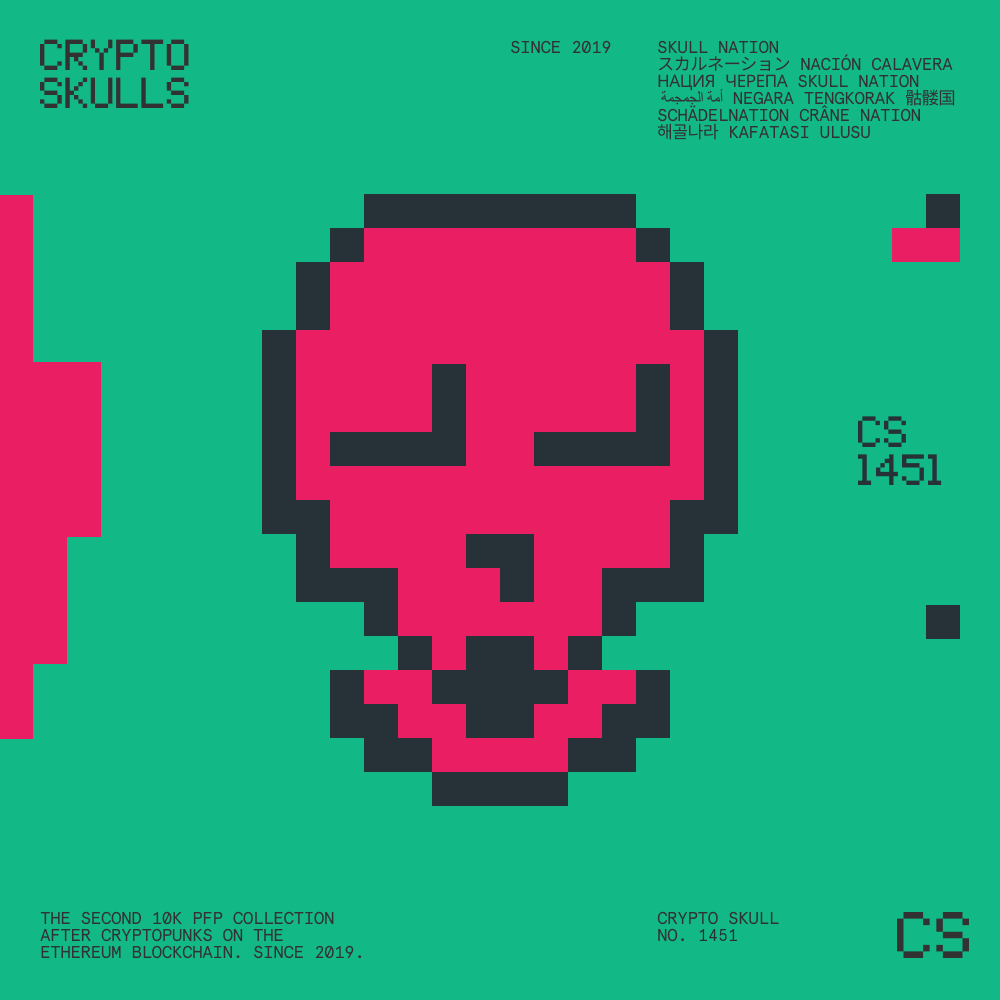 CRYPTO
SKULLS
SINCE 2019
SKULL NATION
スカルネーション NACIÓN CALAVERA
НАЦИЯ ЧЕРЕПА SKULL NATION
أمة الجمجمة NEGARA TENGKORAK 骷髅国
SCHÄDELNATION CRÂNE NATION
해골나라 KAFATASI ULUSU
CS
1451
THE SECOND 10K PFP COLLECTION
AFTER CRYPTOPUNKS ON THE
ETHEREUM BLOCKCHAIN. SINCE 2019.
CRYPTO SKULL
NO. 1451
CS